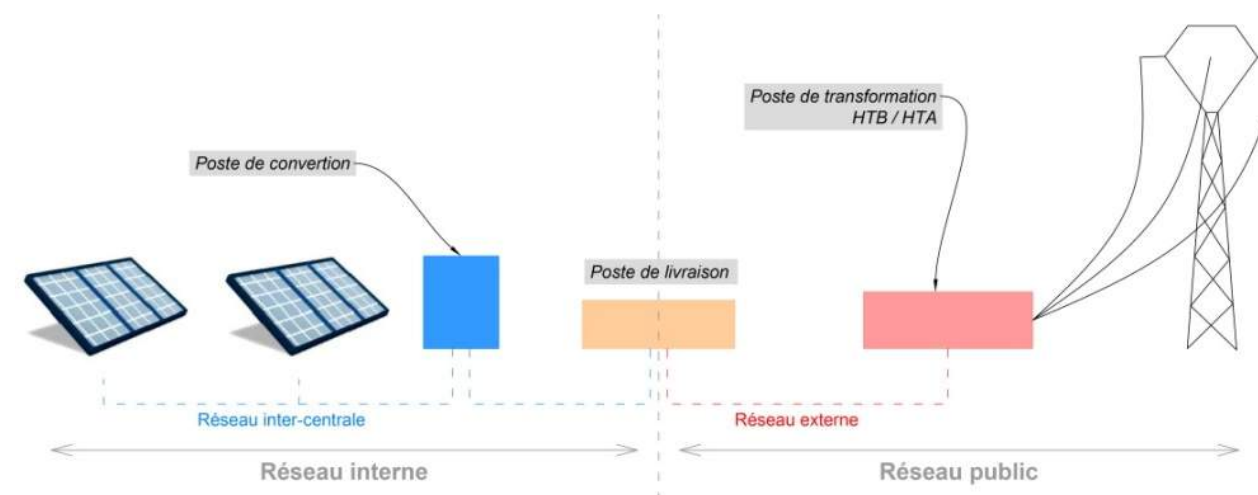 Poste de transformation
HTB / HTA
Poste de convertion
Poste de livraison
Réseau inter-centrale
Réseau externe
Réseau interne
Réseau public